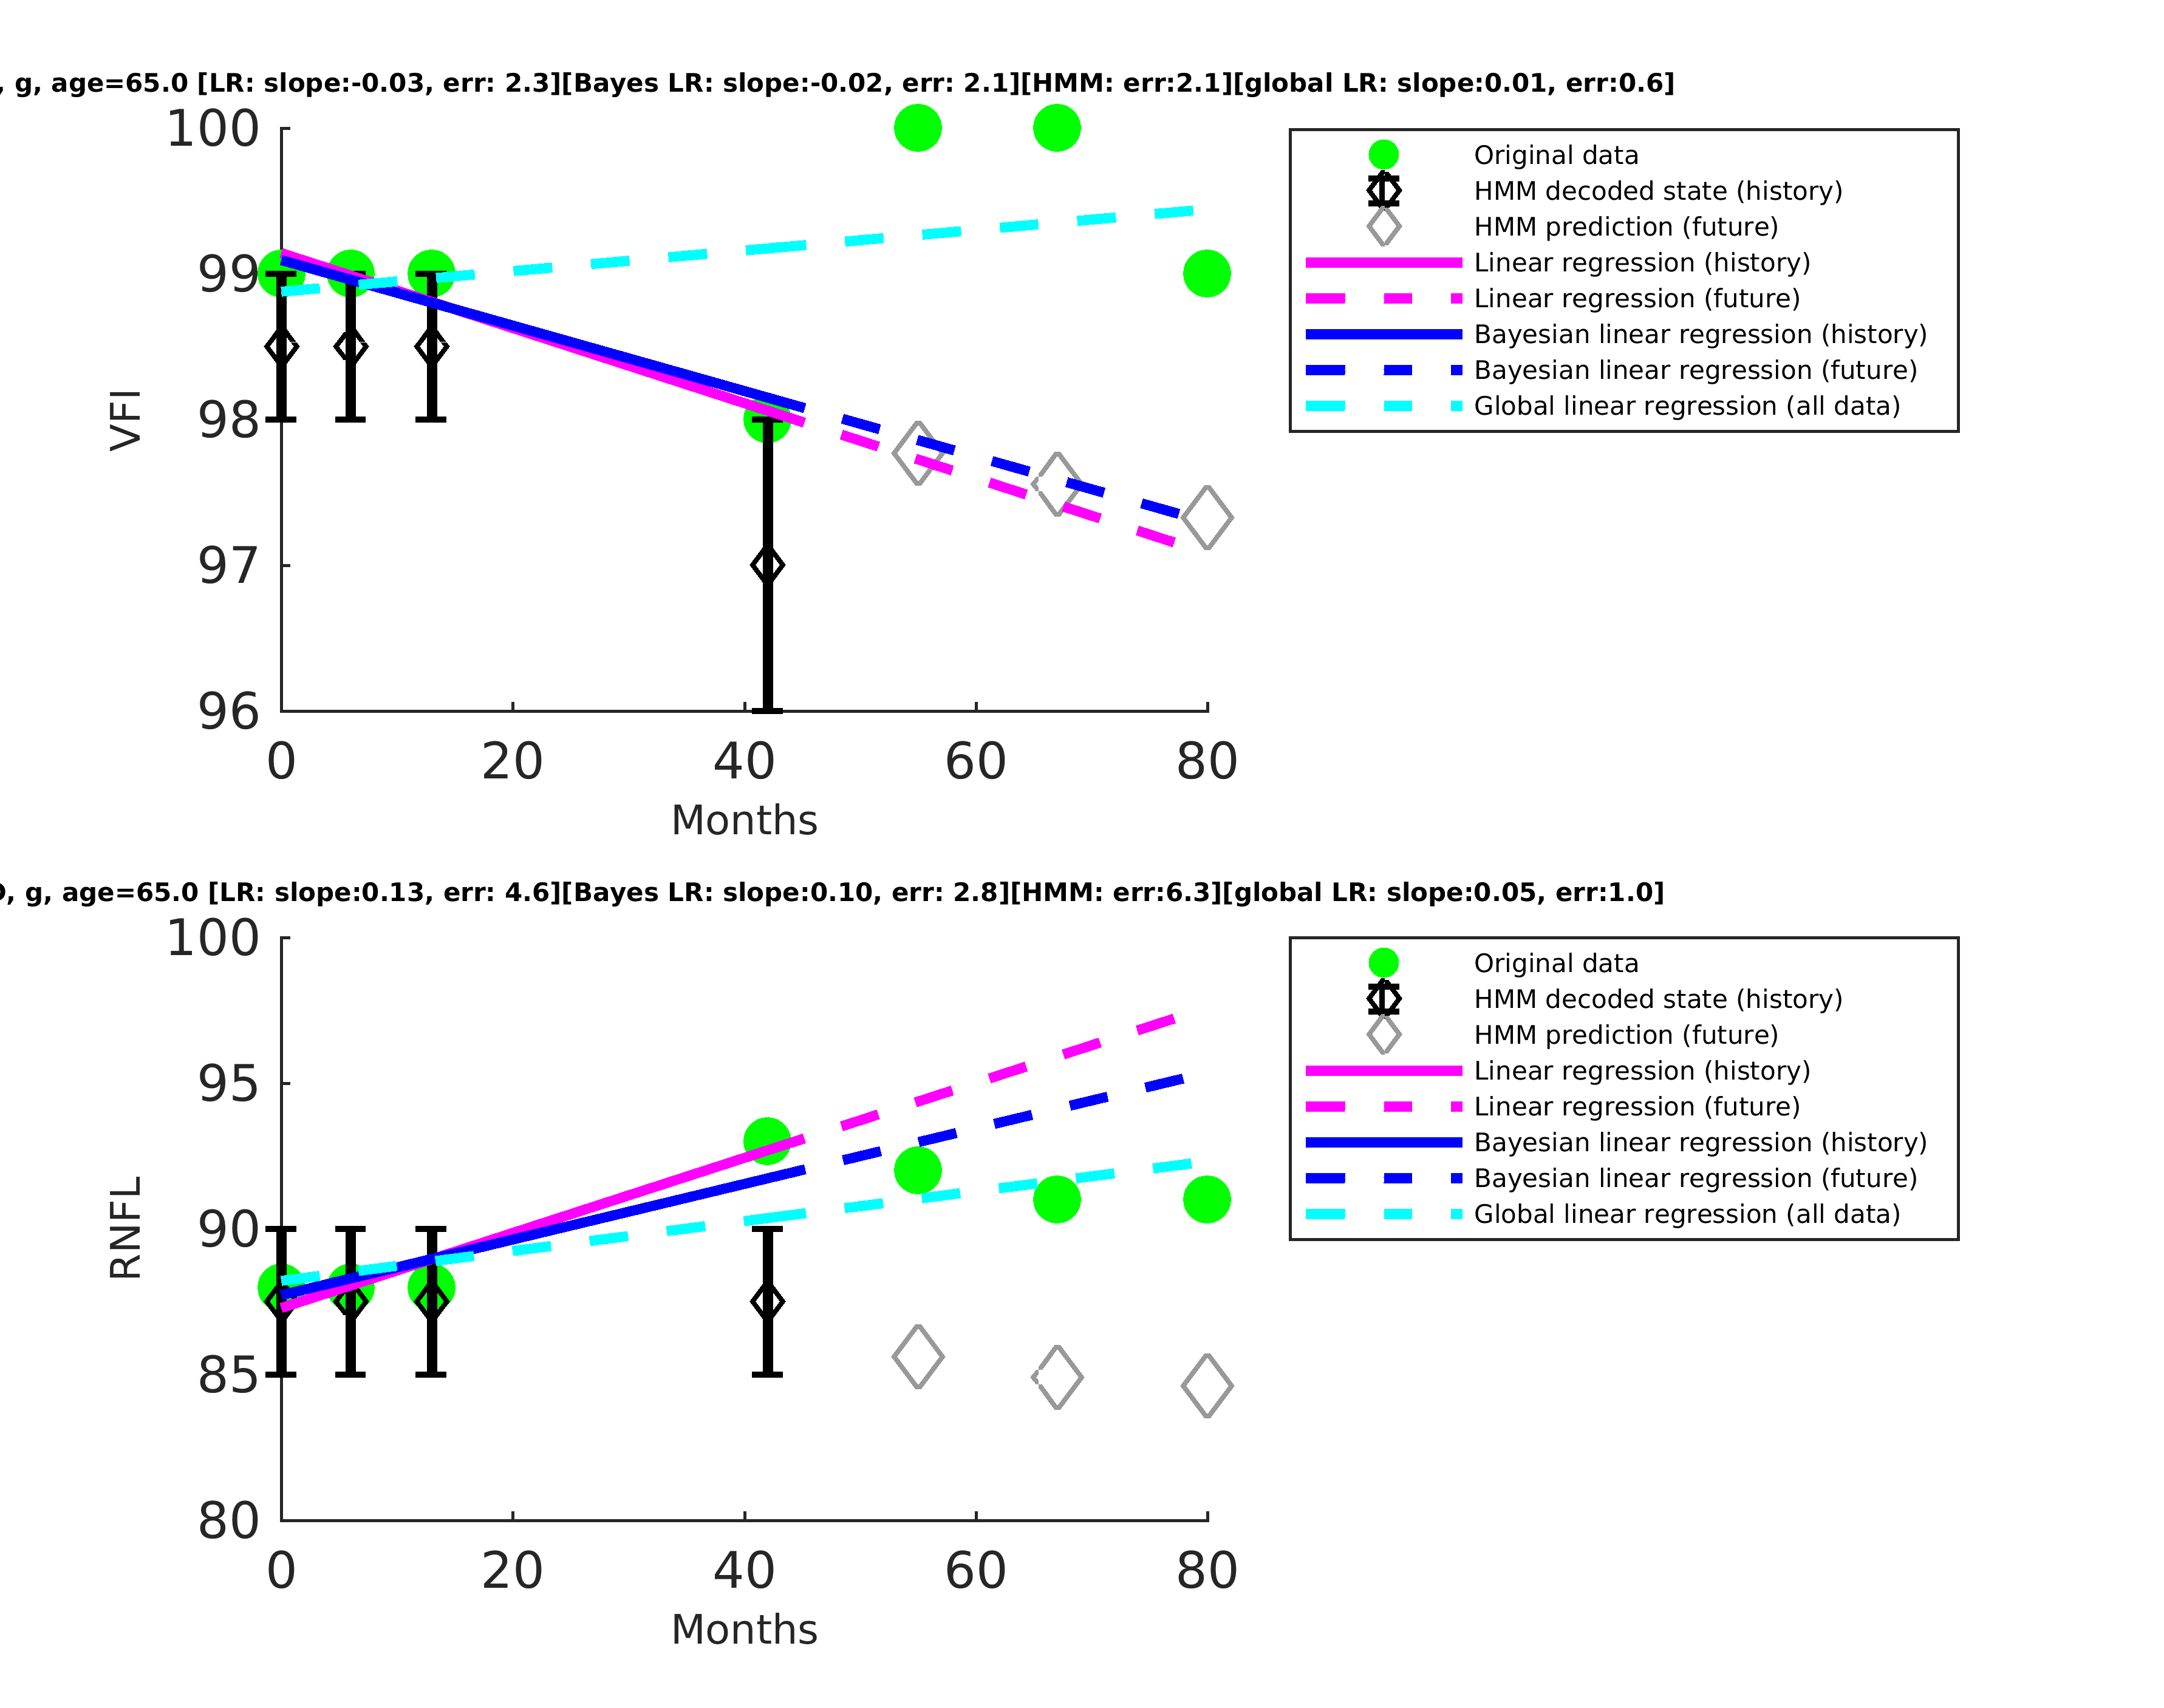 , g, age=65.0 [LR: slope:-0.03, err: 2.3][Bayes LR: slope:-0.02, err: 2.1][HMM: err:2.1][global LR: slope:0.01, err:0.6]
100
99
98
97
96
VFI
0 20 40 60 80
Months
Original data
HMM decoded state (history)
HMM prediction (future)
Linear regression (history)
Linear regression (future)
Bayesian linear regression (history)
Bayesian linear regression (future)
Global linear regression (all data)
, g, age=65.0 [LR: slope:0.13, err: 4.6][Bayes LR: slope:0.10, err: 2.8][HMM: err:6.3][global LR: slope:0.05, err:1.0]
100
95
90
85
80
RNFL
0 20 40 60 80
Months
Original data
HMM decoded state (history)
HMM prediction (future)
Linear regression (history)
Linear regression (future)
Bayesian linear regression (history)
Bayesian linear regression (future)
Global linear regression (all data)